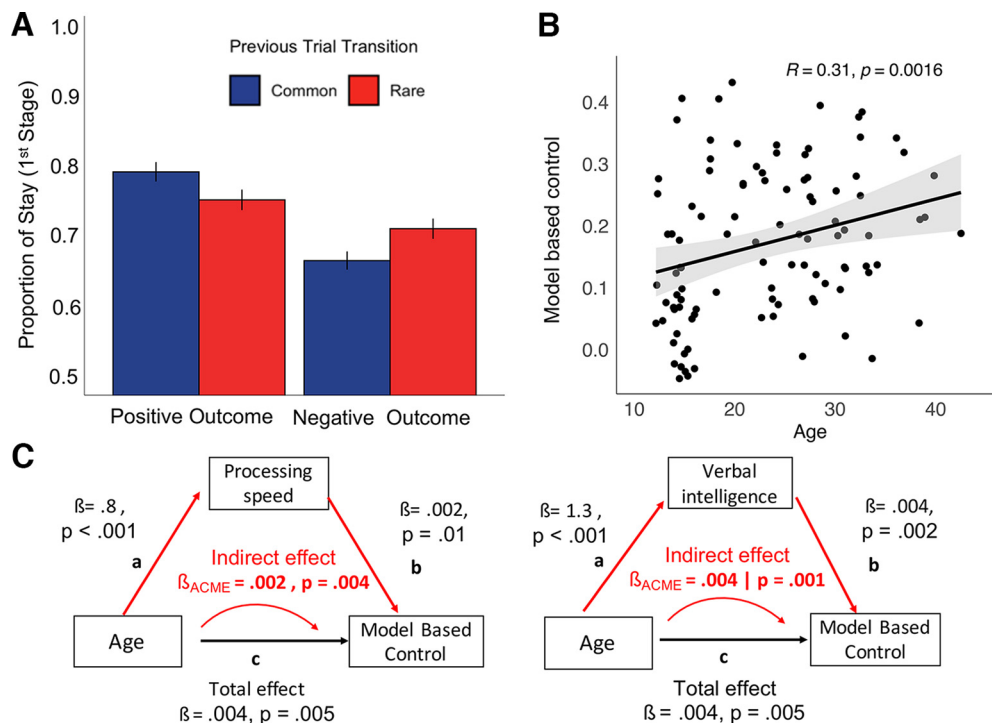 A
Previous Trial Transition
Common
Rare
Proportion of Stay (1st Stage)
1.0
0.9
0.8
0.7
0.6
0.5
Positive Outcome
Negative Outcome
B
R = 0.31, p = 0.0016
Model based control
0.4
0.3
0.2
0.1
0.0
10 20 30 40
Age
C
Processing
speed
ß= .8 ,
p < .001
a
ß= .002,
p = .01
b
Indirect effect
ßACME = .002 , p = .004
Age
c
Model Based
Control
Total effect
ß = .004, p = .005
Verbal
intelligence
ß= 1.3 ,
p <.001
a
ß= .004,
p = .002
b
Indirect effect
ßACME = .004 | p = .001
Age
c
Model Based
Control
Total effect
ß = .004, p = .005